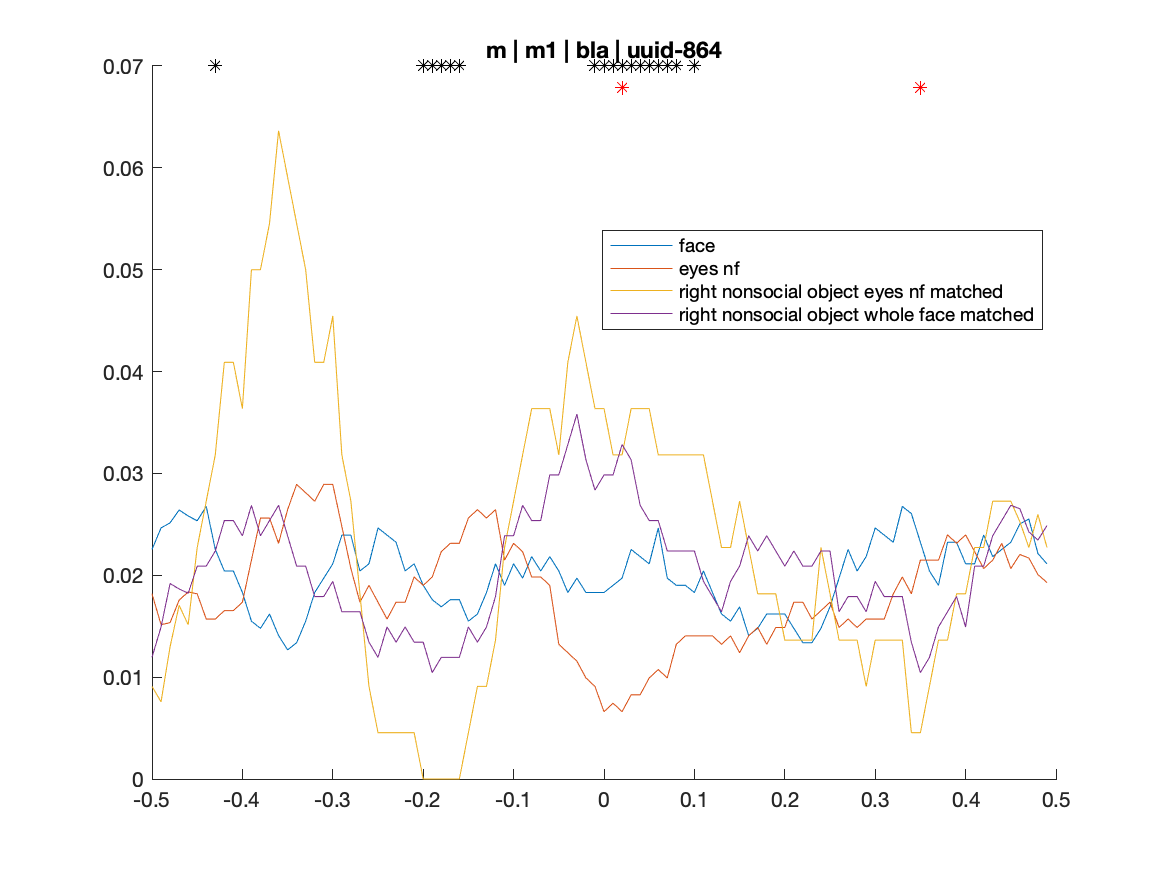 m | m1 | bla | uuid-864
0.07
0.06
0.05
0.04
0.03
0.02
0.01
0
face
eyes nf
right nonsocial object eyes nf matched
right nonsocial object whole face matched
-0.5 -0.4 -0.3 -0.2 -0.1 0 0.1 0.2 0.3 0.4 0.5